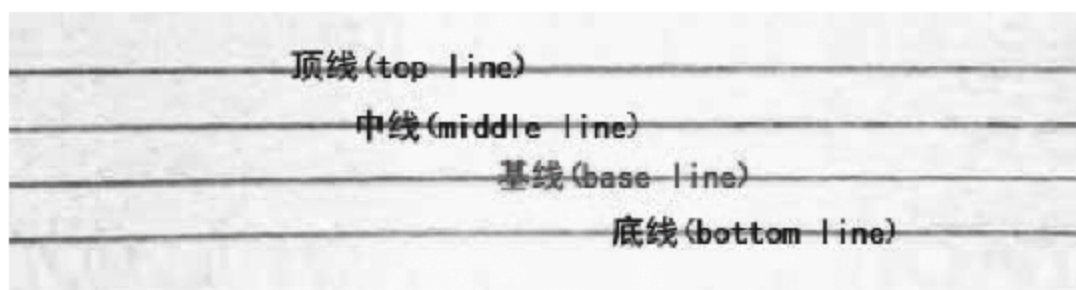 顶线(top line)
中线(middle line)
基线(base line)
底线(bottom line)